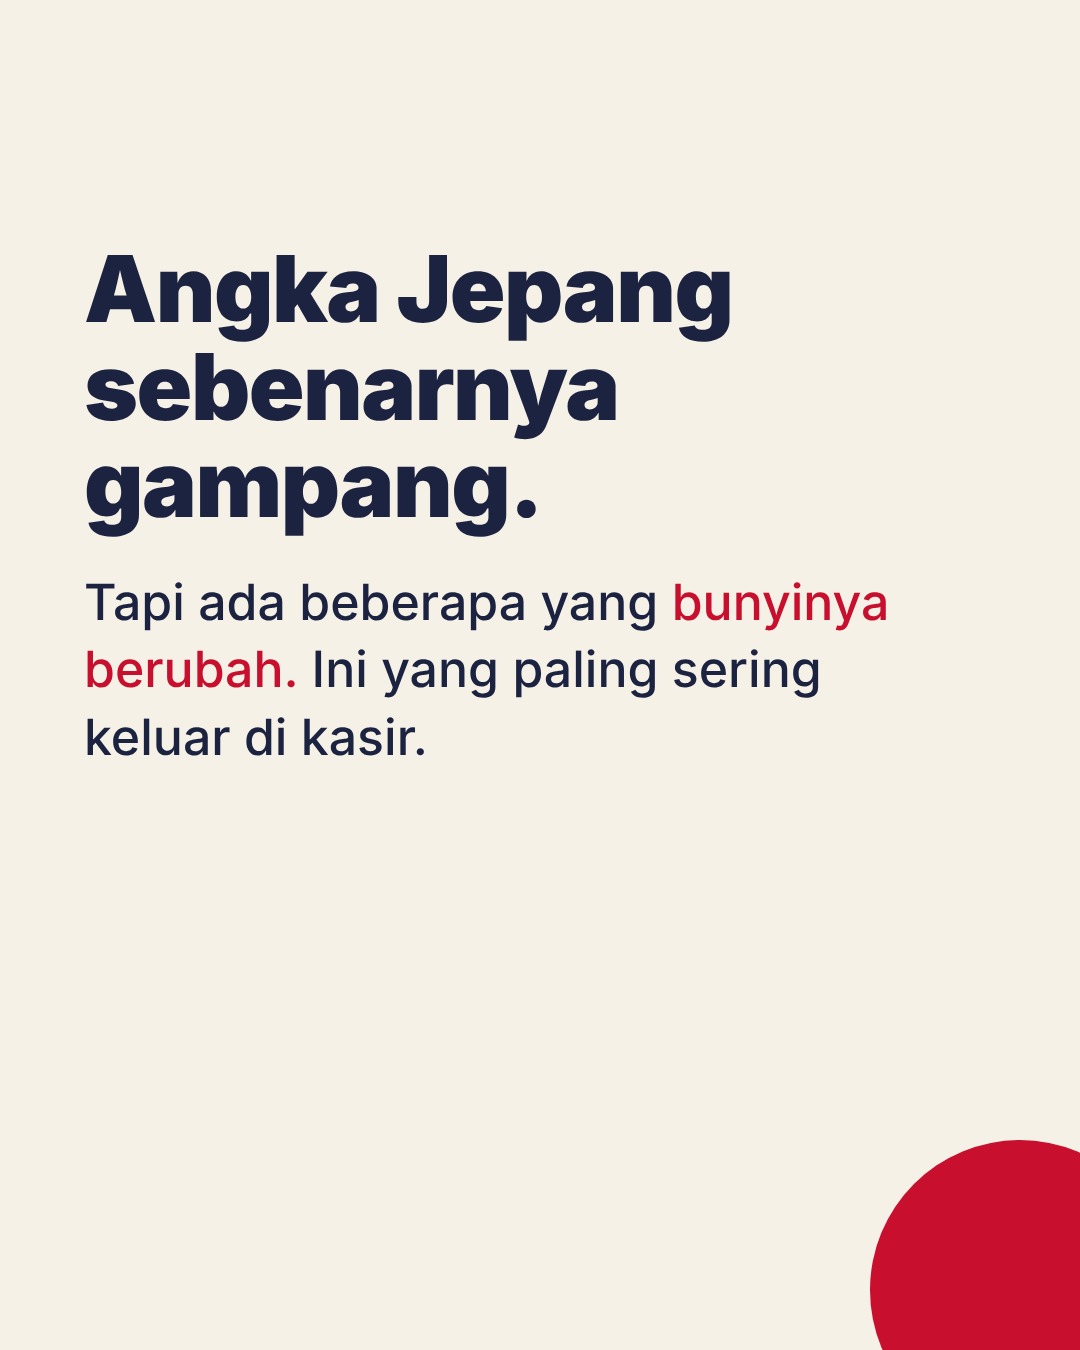 Angka Jepang
sebenarnya
gampang.
Tapi ada beberapa yang bunyinya
berubah. Ini yang paling sering
keluar di kasir.